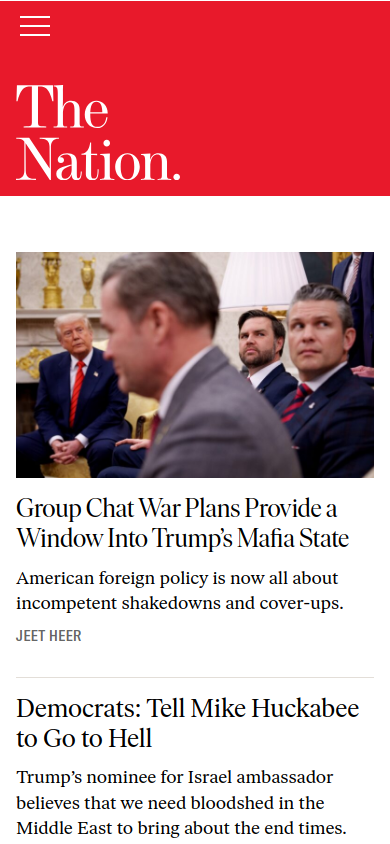 The
Nation.
Group Chat War Plans Provide a
Window Into Trump’s Mafia State
American foreign policy is now all about
incompetent shakedowns and cover-ups.
JEET HEER
Democrats: Tell Mike Huckabee
to Go to Hell
Trump’s nominee for Israel ambassador
believes that we need bloodshed in the
Middle East to bring about the end times.